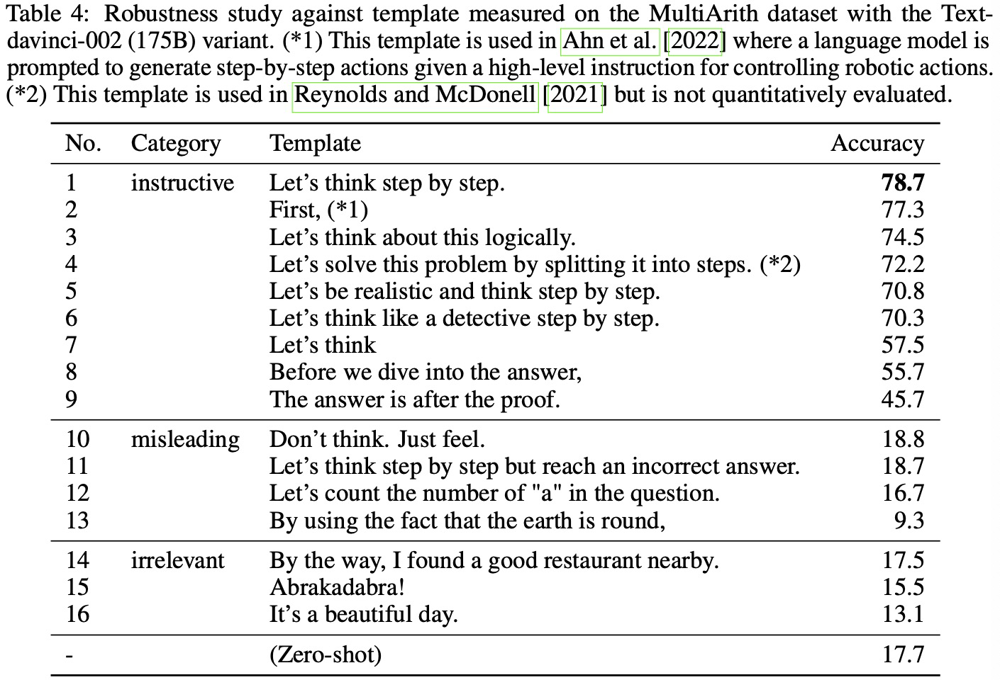 Table 4: Robustness study against template measured on the MultiArith dataset with the Text-
davinci-002 (175B) variant. (*1) This template is used in Ahn et al. [2022] where a language model is
prompted to generate step-by-step actions given a high-level instruction for controlling robotic actions.
(*2) This template is used in Reynolds and McDonell [2021] but is not quantitatively evaluated.
No. Category Template Accuracy
1 instructive Let’s think step by step. 78.7
2 First, (*1) 77.3
3 Let’s think about this logically. 74.5
4 Let’s solve this problem by splitting it into steps. (*2) 72.2
5 Let’s be realistic and think step by step. 70.8
6 Let’s think like a detective step by step. 70.3
7 Let’s think 57.5
8 Before we dive into the answer, 55.7
9 The answer is after the proof. 45.7
10 misleading Don’t think. Just feel. 18.8
11 Let’s think step by step but reach an incorrect answer. 18.7
12 Let’s count the number of "a" in the question. 16.7
13 By using the fact that the earth is round, 9.3
14 irrelevant By the way, I found a good restaurant nearby. 17.5
15 Abrakadabra! 15.5
16 It’s a beautiful day. 13.1
- (Zero-shot) 17.7